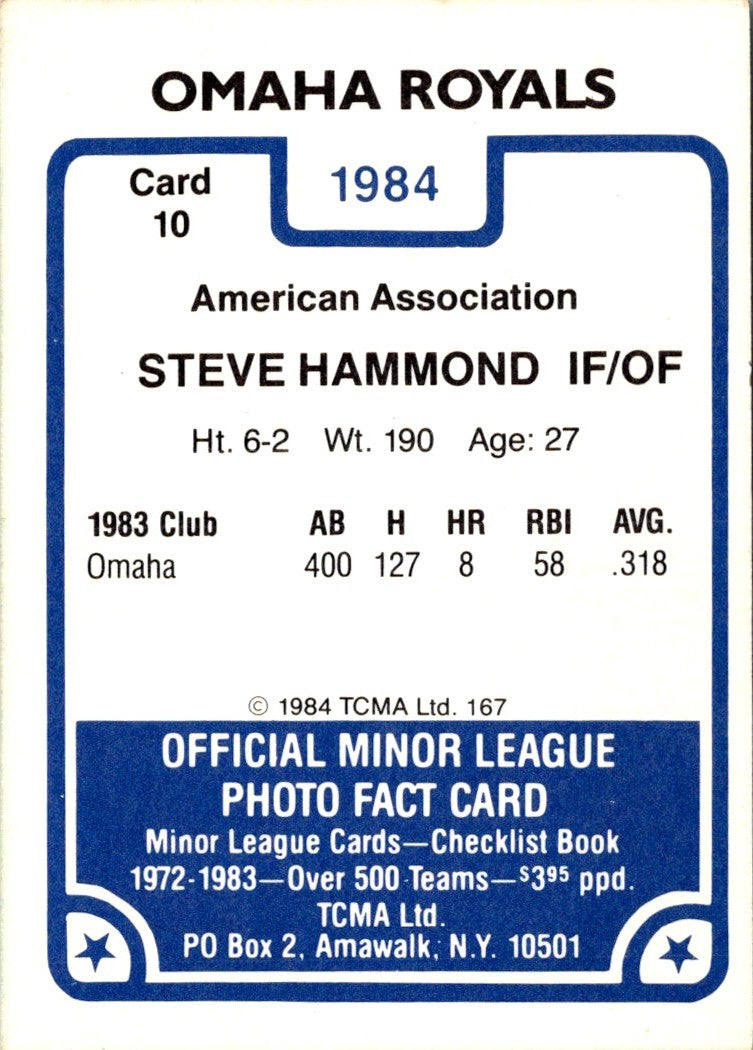 OMAHA ROYALS
Card
10
1984
American Association
STEVE HAMMOND IF/OF
Ht. 6-2 Wt. 190 Age: 27
1983 Club AB H HR RBI AVG.
Omaha 400 127 8 58 .318
© 1984 TCMA Ltd. 167
OFFICIAL MINOR LEAGUE
PHOTO FACT CARD
Minor League Cards—Checklist Book
1972-1983—Over 500 Teams—$3.95 ppd.
TCMA Ltd.
PO Box 2, Amawalk, N.Y. 10501